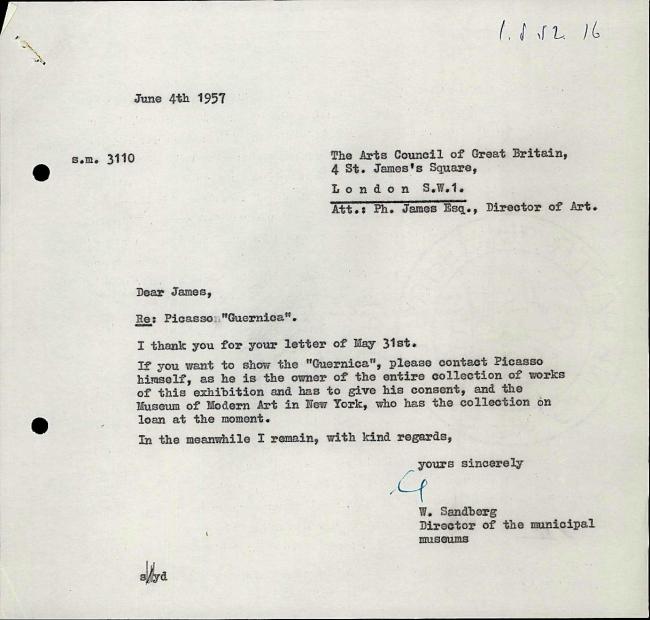 1.8.52. 16
June 4th 1957
s.m. 3110
The Arts Council of Great Britain,
4 St. James's Square,
London S.W.1.
Att.: Ph. James Esq., Director of Art.
Dear James,
Re: Picasso "Guernica".
I thank you for your letter of May 31st.
If you want to show the "Guernica", please contact Picasso
himself, as he is the owner of the entire collection of works
of this exhibition and has to give his consent, and the
Museum of Modern Art in New York, who has the collection on
loan at the moment.
In the meanwhile I remain, with kind regards,
yours sincerely
W. Sandberg
Director of the municipal
museums
s/yd